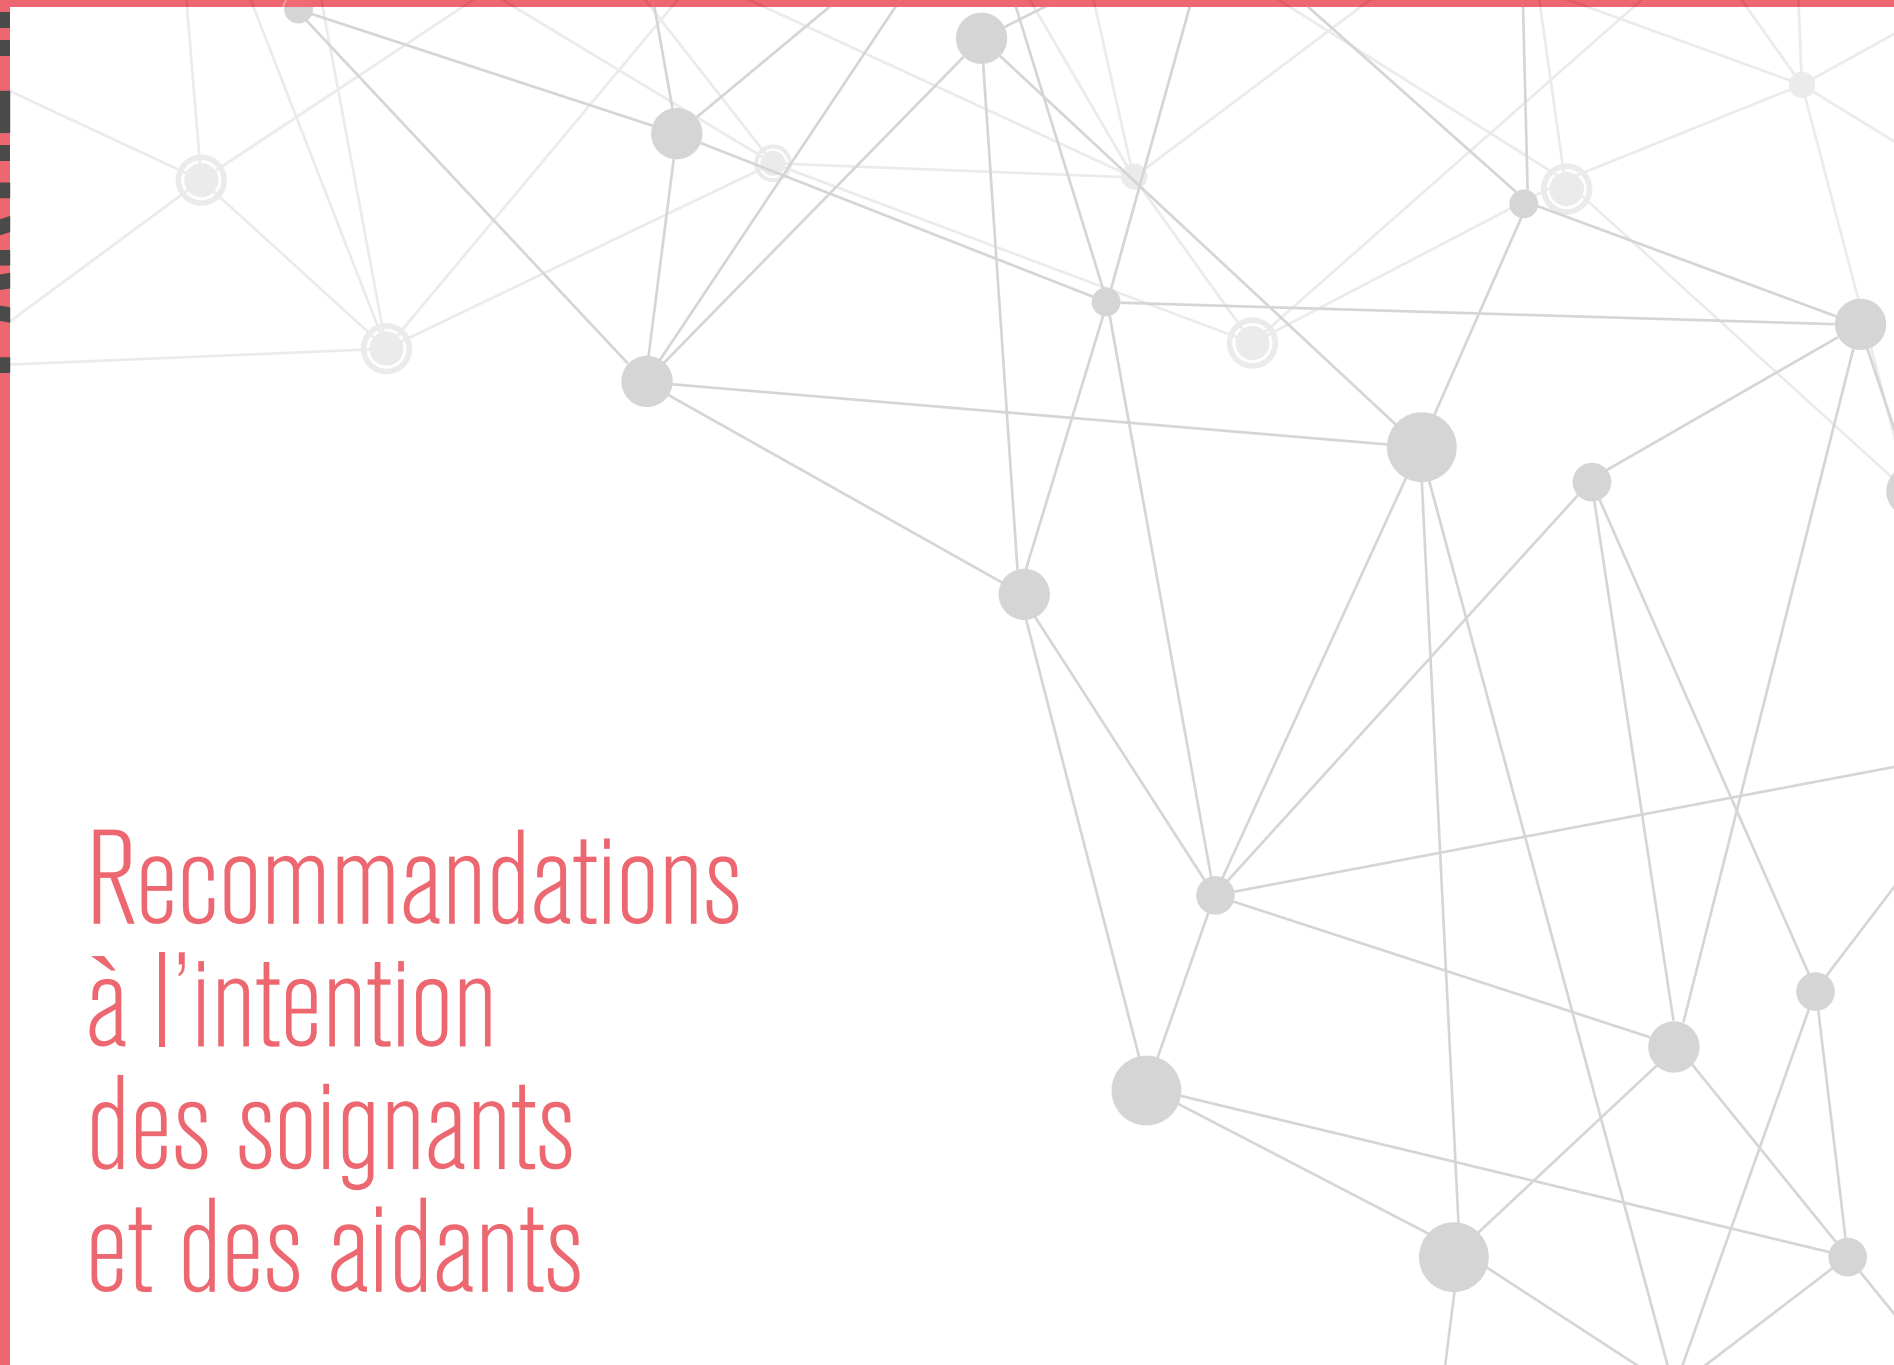 Recommandations
à l’intention
des soignants
et des aidants